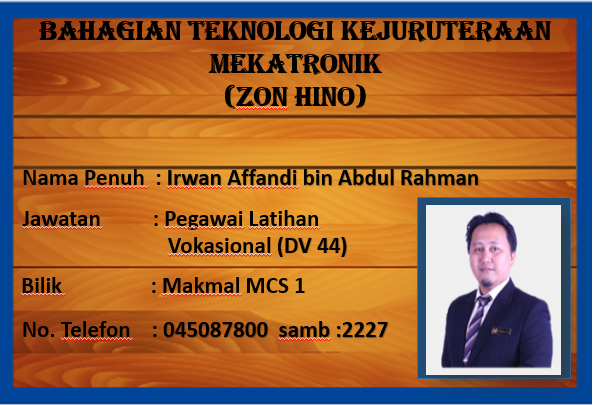 BAHAGIAN TEKNOLOGI KEJURUTERAAN
MEKATRONIK
(ZON HINO)
Nama Penuh : Irwan Affandi bin Abdul Rahman
Jawatan : Pegawai Latihan
Vokasional (DV 44)
Bilik : Makmal MCS 1
No. Telefon : 045087800 samb :2227